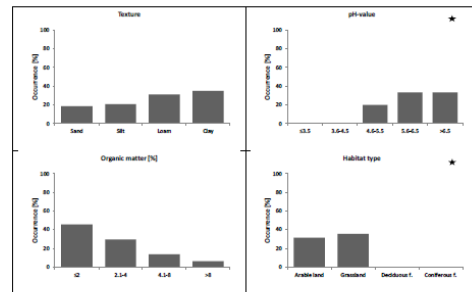 Texture
Occurrence [%]
100
80
60
40
20
0
Sand Silt Loam Clay
pH-value
Occurrence [%]
100
80
60
40
20
0
≤3.5 3.6-4.5 4.6-5.5 5.6-6.5 >6.5
Organic matter [%]
Occurrence [%]
100
80
60
40
20
0
≤2 2.1-4 4.1-8 >8
Habitat type
Occurrence [%]
100
80
60
40
20
0
Arable land Grassland Deciduous f. Coniferous f.